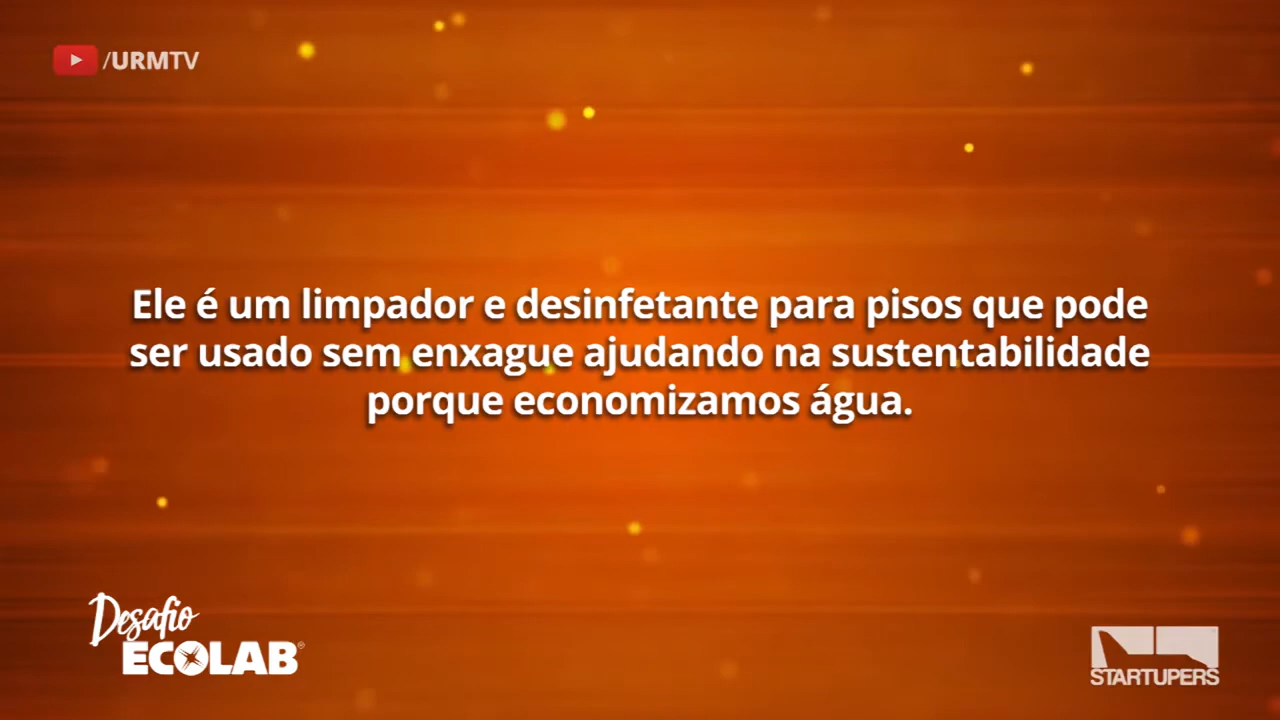 /URMTV
Ele é um limpador e desinfetante para pisos que pode
ser usado sem enxague ajudando na sustentabilidade
porque economizamos água.
Desafio
ECOLAB®
STARTUPERS